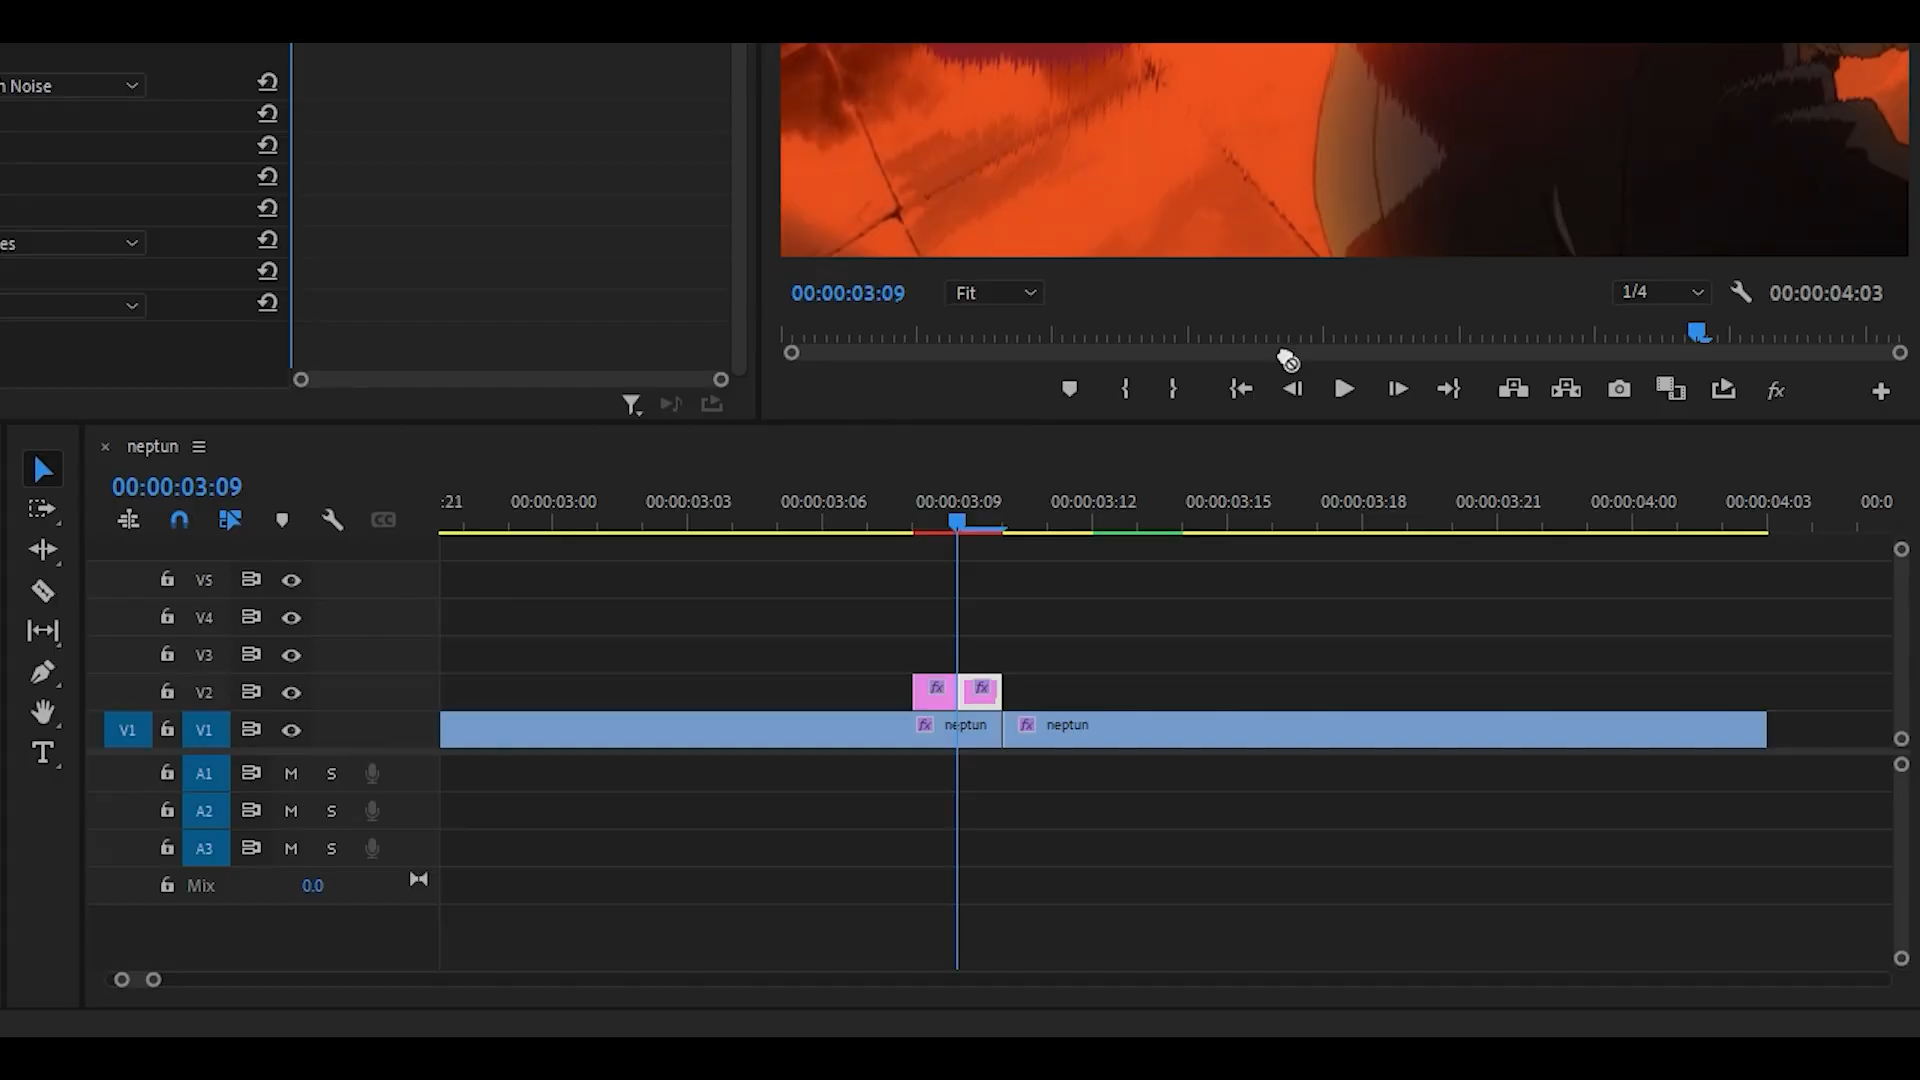 n Noise
es
00:00:03:09
Fit
1/4
00:00:04:03
fx
neptun
00:00:03:09
:21
00:00:03:00
00:00:03:03
00:00:03:06
00:00:03:09
00:00:03:12
00:00:03:15
00:00:03:18
00:00:03:21
00:00:04:00
00:00:04:03
00:0
CC
V5
V4
V3
V2
fx
fx
V1
V1
fx neptun
fx neptun
A1 M S
A2 M S
A3 M S
Mix 0.0
T